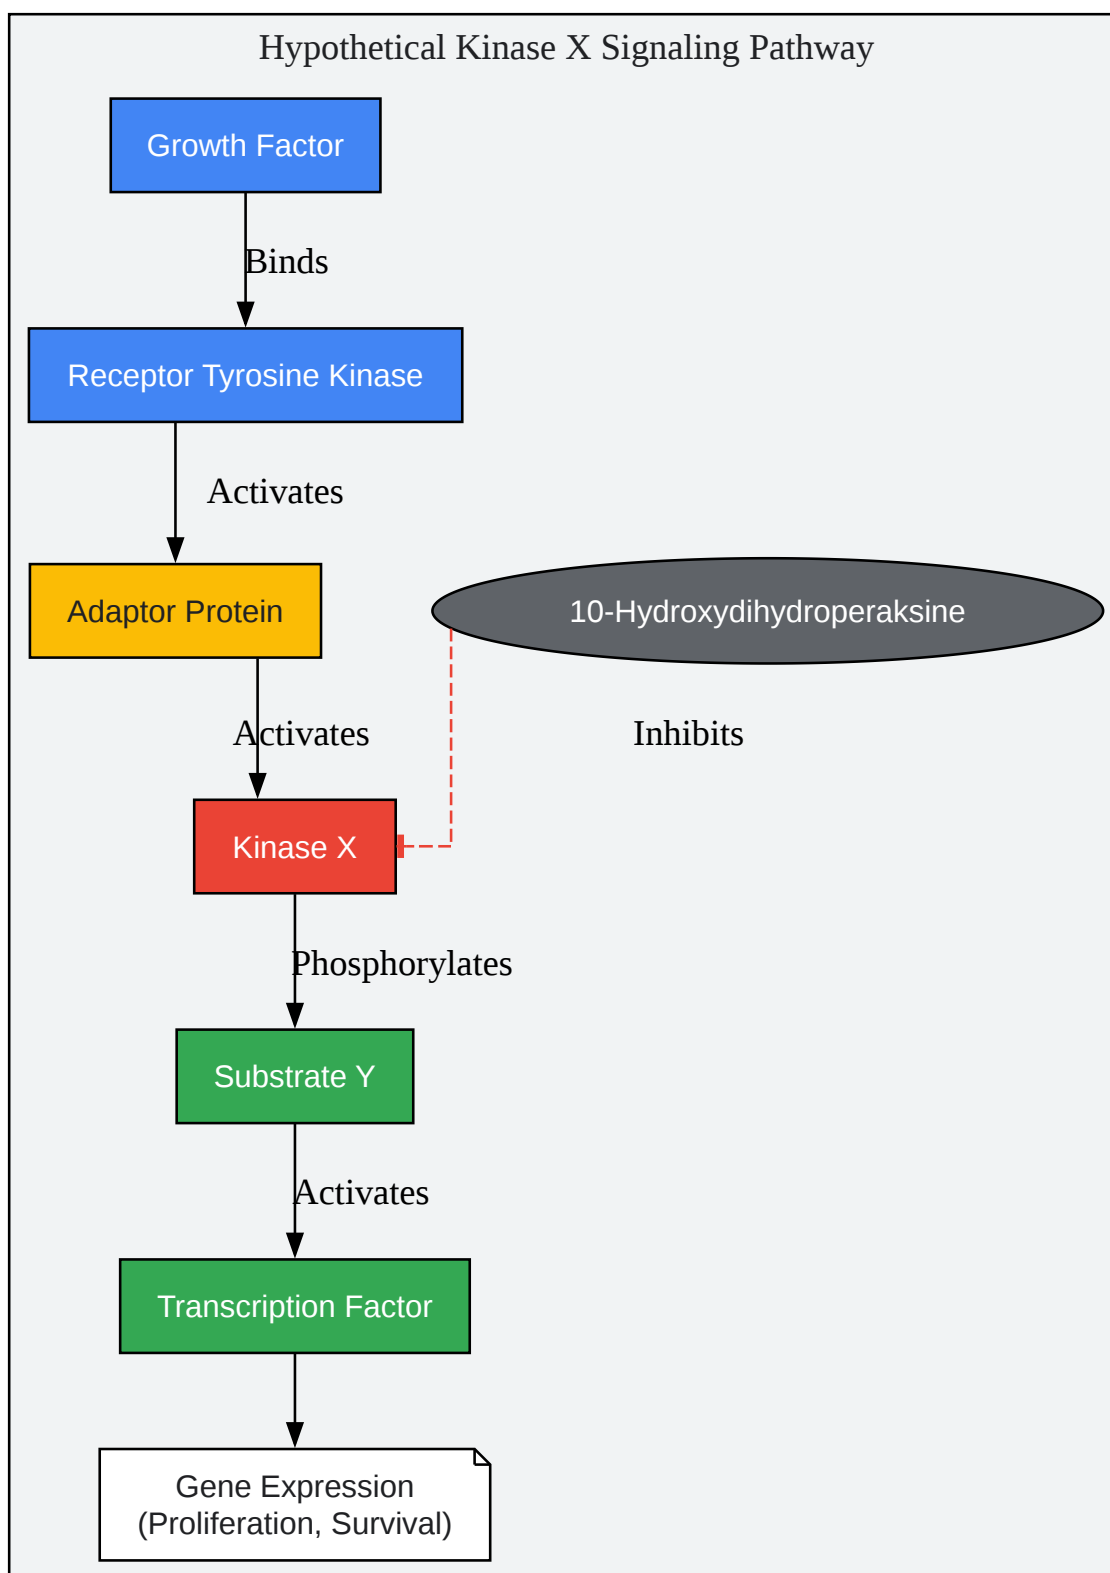 Hypothetical Kinase X Signaling Pathway
Growth Factor
Binds
Receptor Tyrosine Kinase
Activates
Adaptor Protein
10-Hydroxydihydroperaksine
Activates
Inhibits
Kinase X
Phosphorylates
Substrate Y
Activates
Transcription Factor
Gene Expression
(Proliferation, Survival)